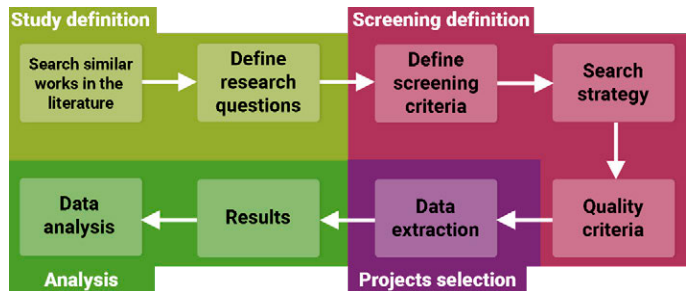 Study definition
Screening definition
Search similar
works in the
literature
Define
research
questions
Define
screening
criteria
Search
strategy
Data
analysis
Results
Data
extraction
Quality
criteria
Analysis
Projects selection